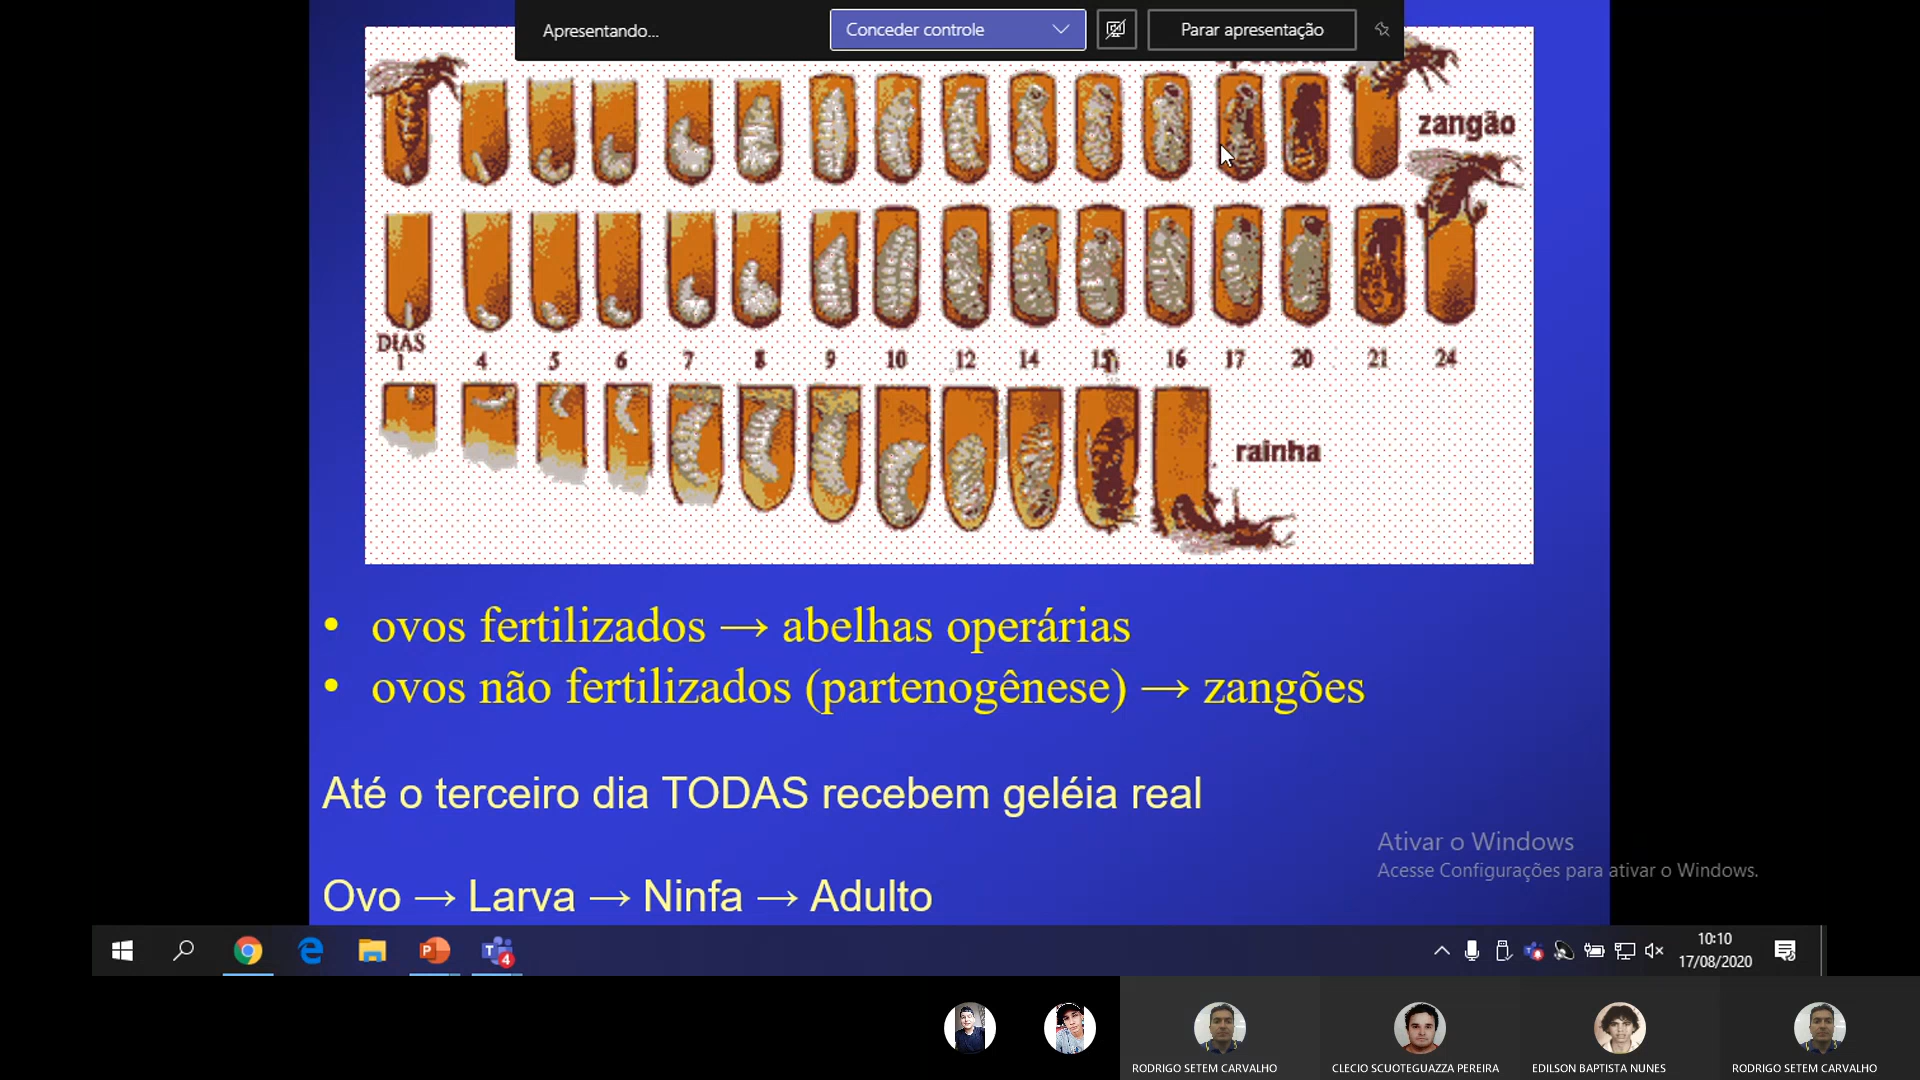 Apresentando...
Conceder controle
Parar apresentação
zangão
DIAS
1 4 5 6 7 8 9 10 12 14 15 16 17 20 21 24
rainha
• ovos fertilizados → abelhas operárias
• ovos não fertilizados (partenogênese) → zangões
Até o terceiro dia TODAS recebem geléia real
Ovo → Larva → Ninfa → Adulto
Ativar o Windows
Acesse Configurações para ativar o Windows.
4
10:10
17/08/2020
RODRIGO SETEM CARVALHO
CLECIO SCUOTEGUAZZA PEREIRA
EDILSON BAPTISTA NUNES
RODRIGO SETEM CARVALHO